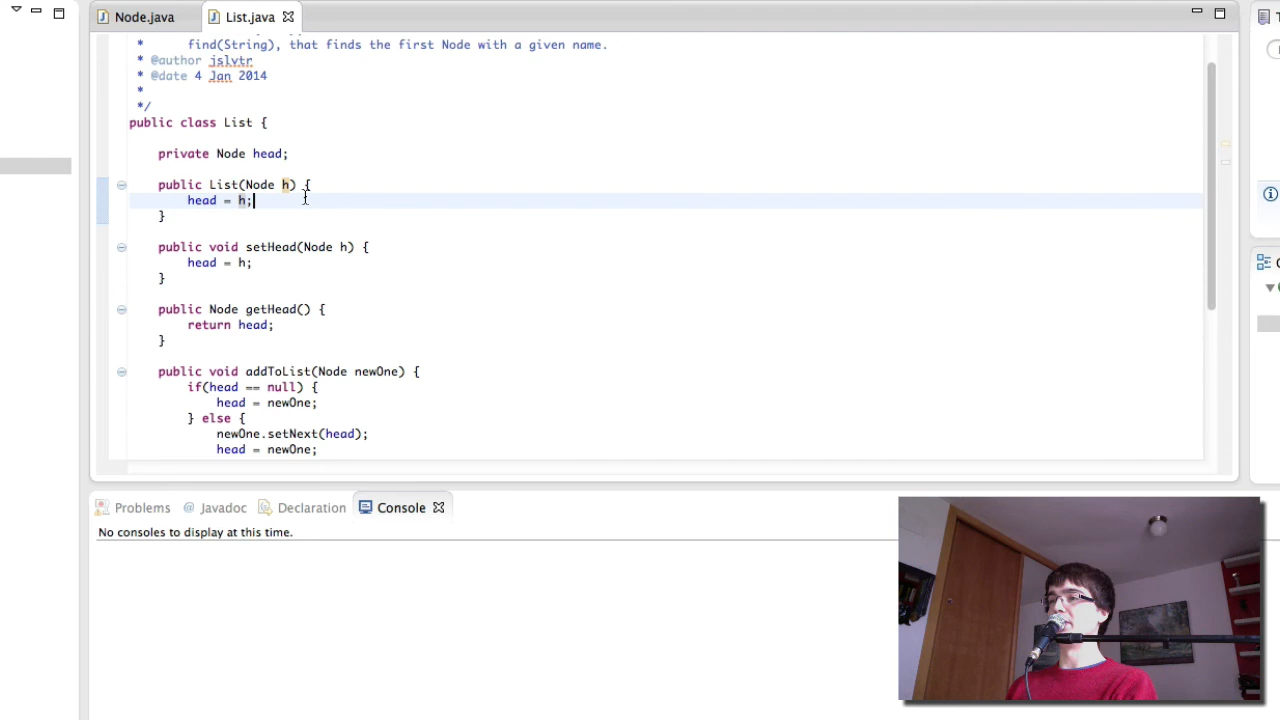 Node.java
List.java
*      find(String), that finds the first Node with a given name.
* @author jslvtr
* @date 4 Jan 2014
*
*/
public class List {
private Node head;
public List(Node h) {
head = h;
}
public void setHead(Node h) {
head = h;
}
public Node getHead() {
return head;
}
public void addToList(Node newOne) {
if(head == null) {
head = newOne;
} else {
newOne.setNext(head);
head = newOne;
Problems
@ Javadoc
Declaration
Console
No consoles to display at this time.